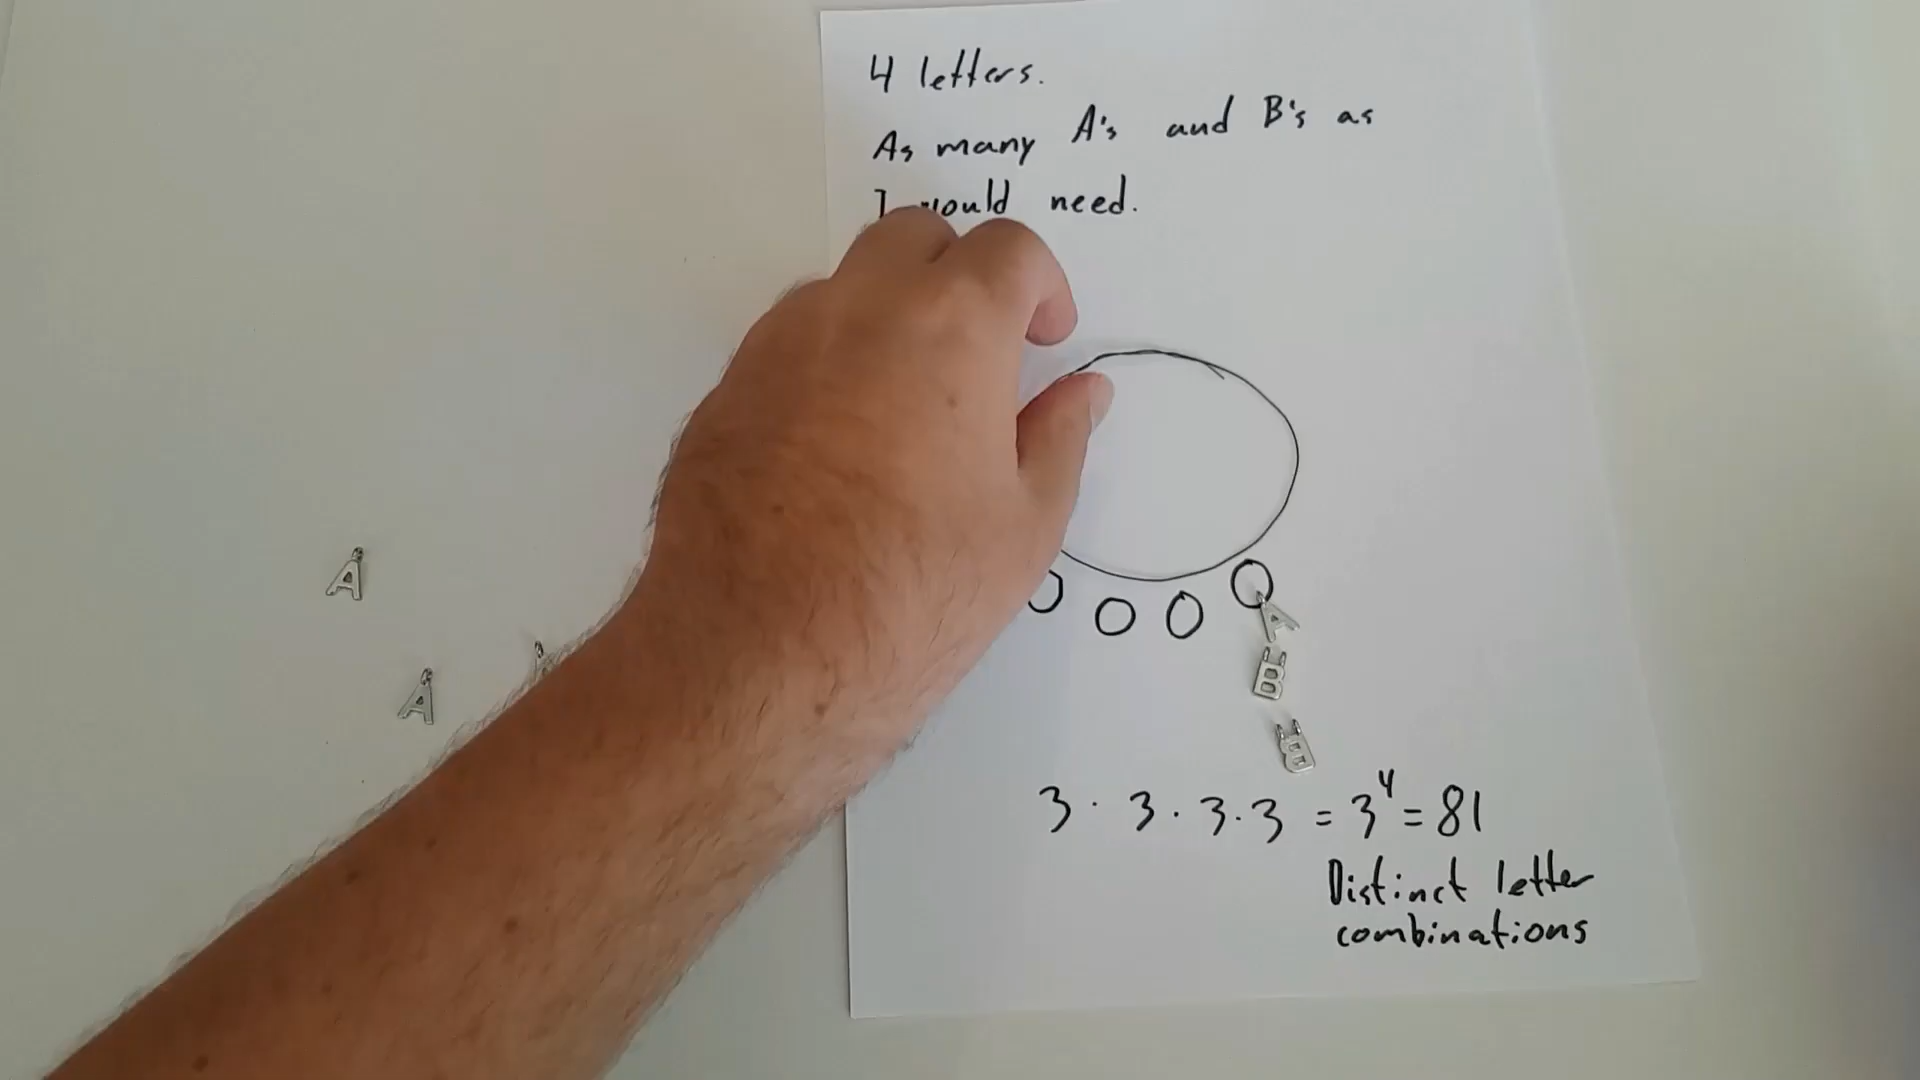 4 letters.
As many A's and B's as
I would need.
A
A
A
B
B
3 · 3 · 3 · 3 = 3⁴ = 81
Distinct letter
combinations